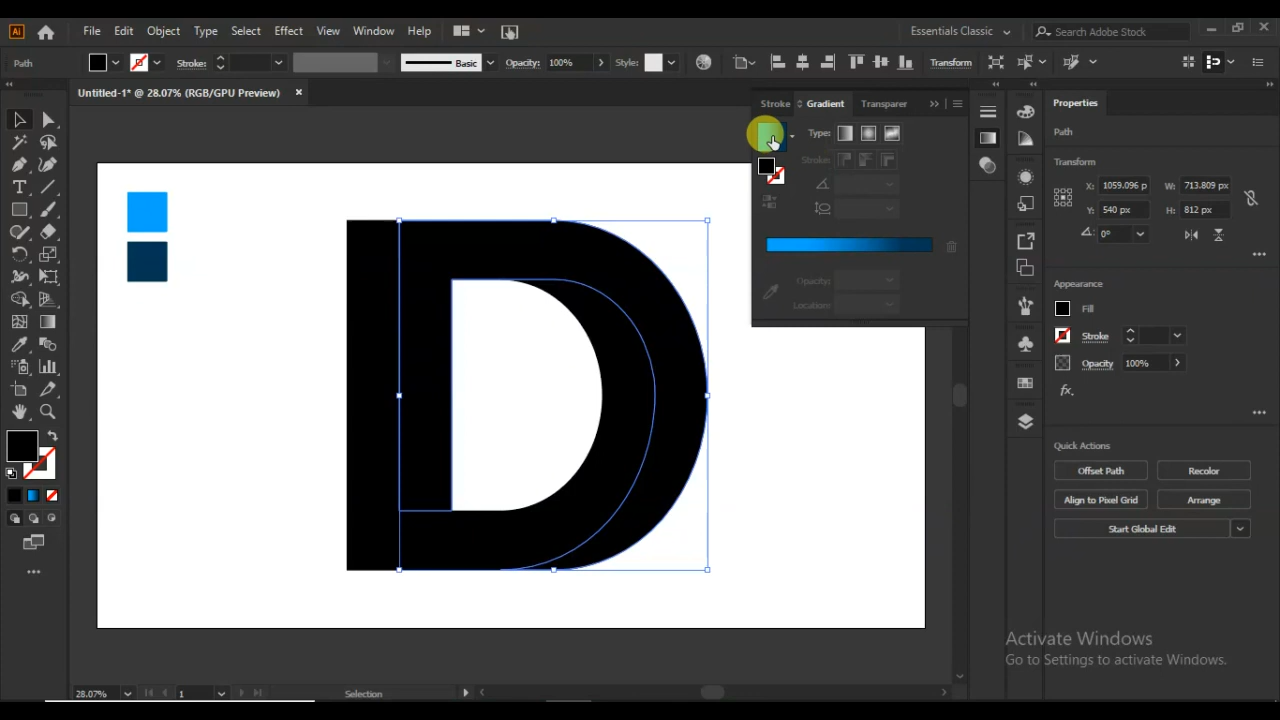 Ai File Edit Object Type Select Effect View Window Help Essentials Classic Search Adobe Stock
Path Stroke: Basic Opacity: 100% Style: Transform
Untitled-1* @ 28.07% (RGB/GPU Preview) ×
Stroke Gradient Transparer
Type:
Stroke:
Opacity:
Location:
Properties
Path
Transform
X: 1059.096 p W: 713.809 px
Y: 540 px H: 812 px
0°
Appearance
Fill
Stroke
Opacity 100%
fx.
Quick Actions
Offset Path Recolor
Align to Pixel Grid Arrange
Start Global Edit
D
Activate Windows
Go to Settings to activate Windows.
28.07% 1 Selection